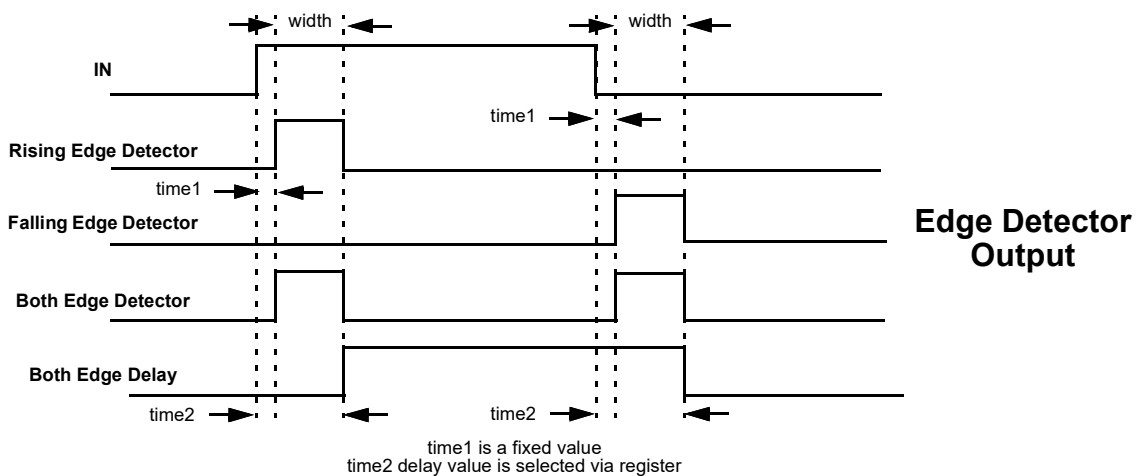 width
width
IN
time1
Rising Edge Detector
time1
Falling Edge Detector
Edge Detector
Output
Both Edge Detector
Both Edge Delay
time2
time2
time1 is a fixed value
time2 delay value is selected via register